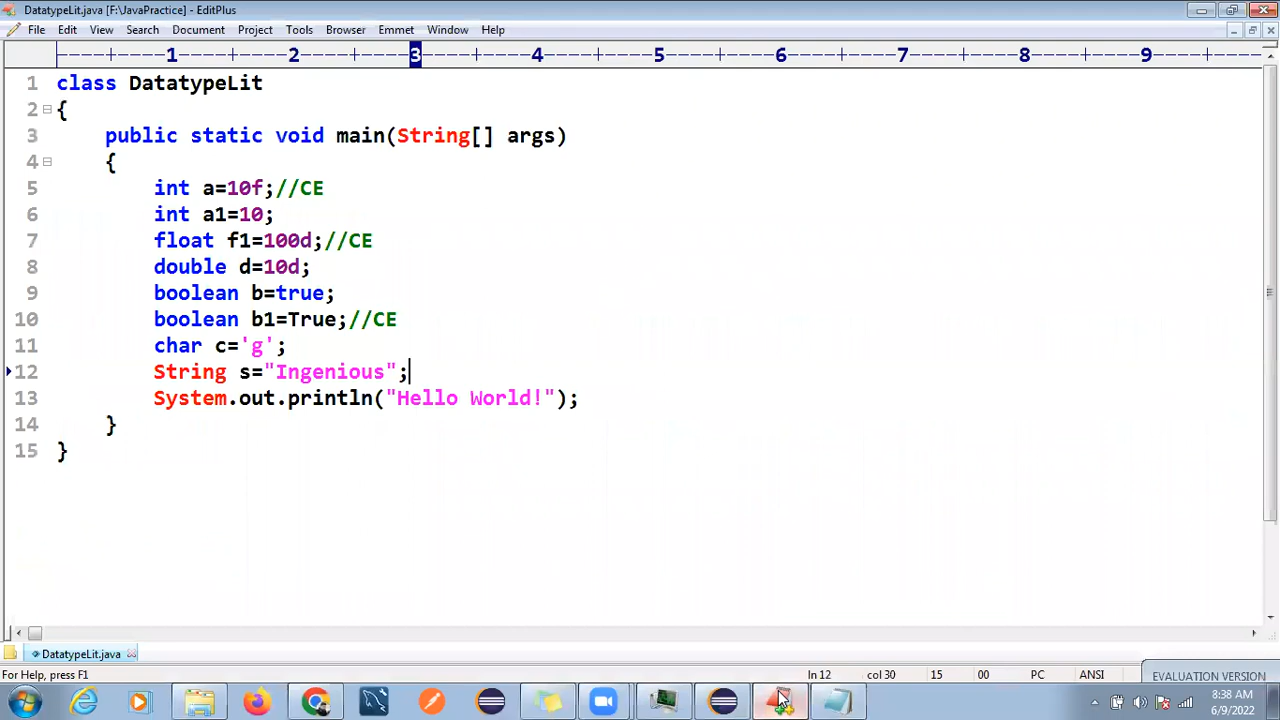 DatatypeLit.java [F:\JavaPractice] - EditPlus
File Edit View Search Document Project Tools Browser Emmet Window Help
1 2 3 4 5 6 7 8 9
1 class DatatypeLit
2 {
3 public static void main(String[] args)
4 {
5 int a=10f;//CE
6 int a1=10;
7 float f1=100d;//CE
8 double d=10d;
9 boolean b=true;
10 boolean b1=True;//CE
11 char c='g';
12 String s="Ingenious";
13 System.out.println("Hello World!");
14 }
15 }
DatatypeLit.java
For Help, press F1 ln 12 col 30 15 00 PC ANSI EVALUATION VERSION
8:38 AM
6/9/2022